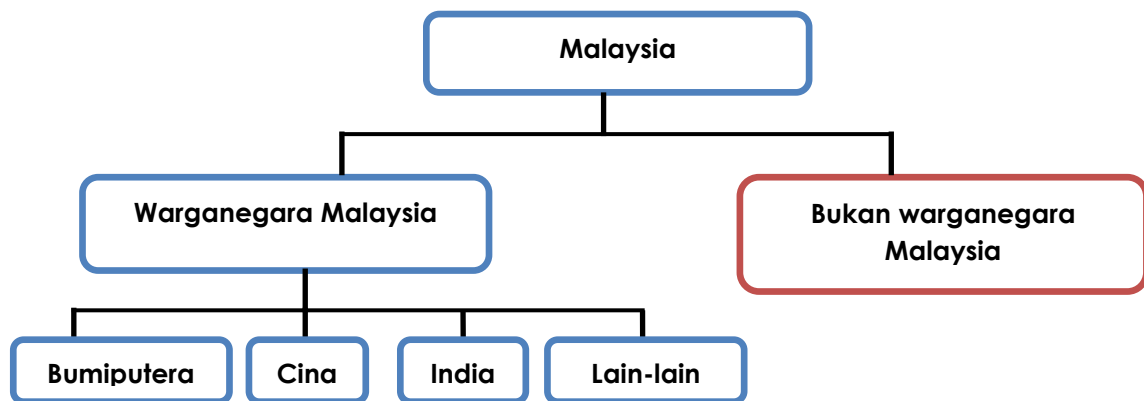 Malaysia
Warganegara Malaysia
Bukan warganegara
Malaysia
Bumiputera
Cina
India
Lain-lain